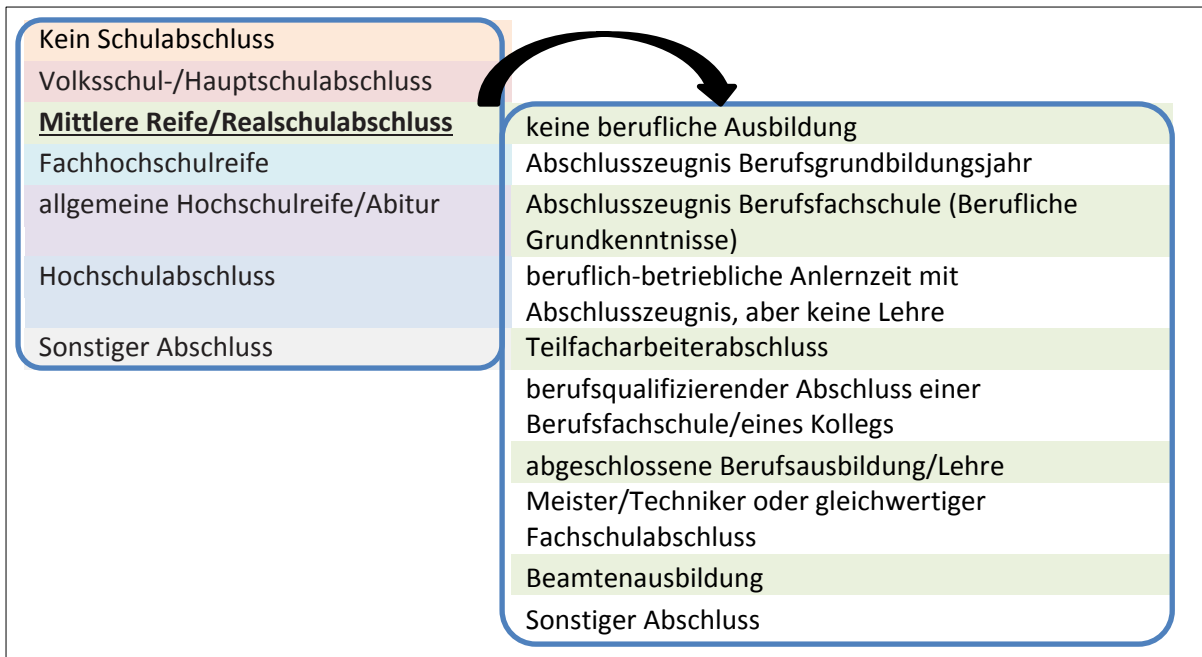 Kein Schulabschluss
Volksschul-/Hauptschulabschluss
Mittlere Reife/Realschulabschluss
Fachhochschulreife
allgemeine Hochschulreife/Abitur
Hochschulabschluss
Sonstiger Abschluss
keine berufliche Ausbildung
Abschlusszeugnis Berufsgrundbildungsjahr
Abschlusszeugnis Berufsfachschule (Berufliche
Grundkenntnisse)
beruflich-betriebliche Anlernzeit mit
Abschlusszeugnis, aber keine Lehre
Teilfacharbeiterabschluss
berufsqualifizierender Abschluss einer
Berufsfachschule/eines Kollegs
abgeschlossene Berufsausbildung/Lehre
Meister/Techniker oder gleichwertiger
Fachschulabschluss
Beamtenausbildung
Sonstiger Abschluss